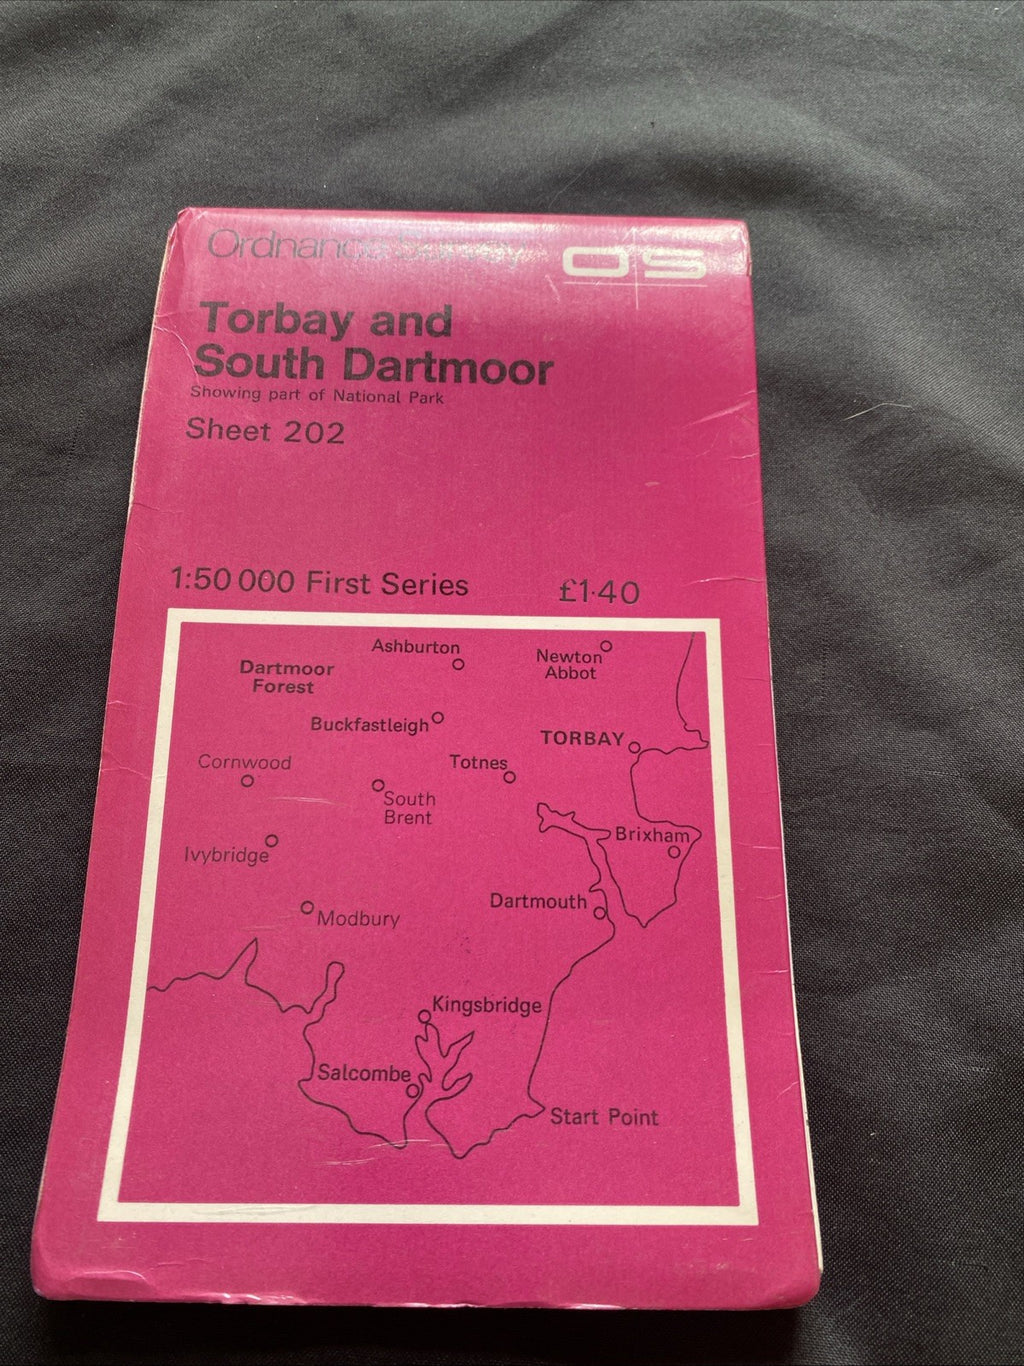 Ordnance Survey
OS
Torbay and
South Dartmoor
Showing part of National Park
Sheet 202
1:50 000 First Series £1·40
Ashburton
Newton
Abbot
Dartmoor
Forest
Buckfastleigh
TORBAY
Cornwood
Totnes
South
Brent
Brixham
Ivybridge
Dartmouth
Modbury
Kingsbridge
Salcombe
Start Point